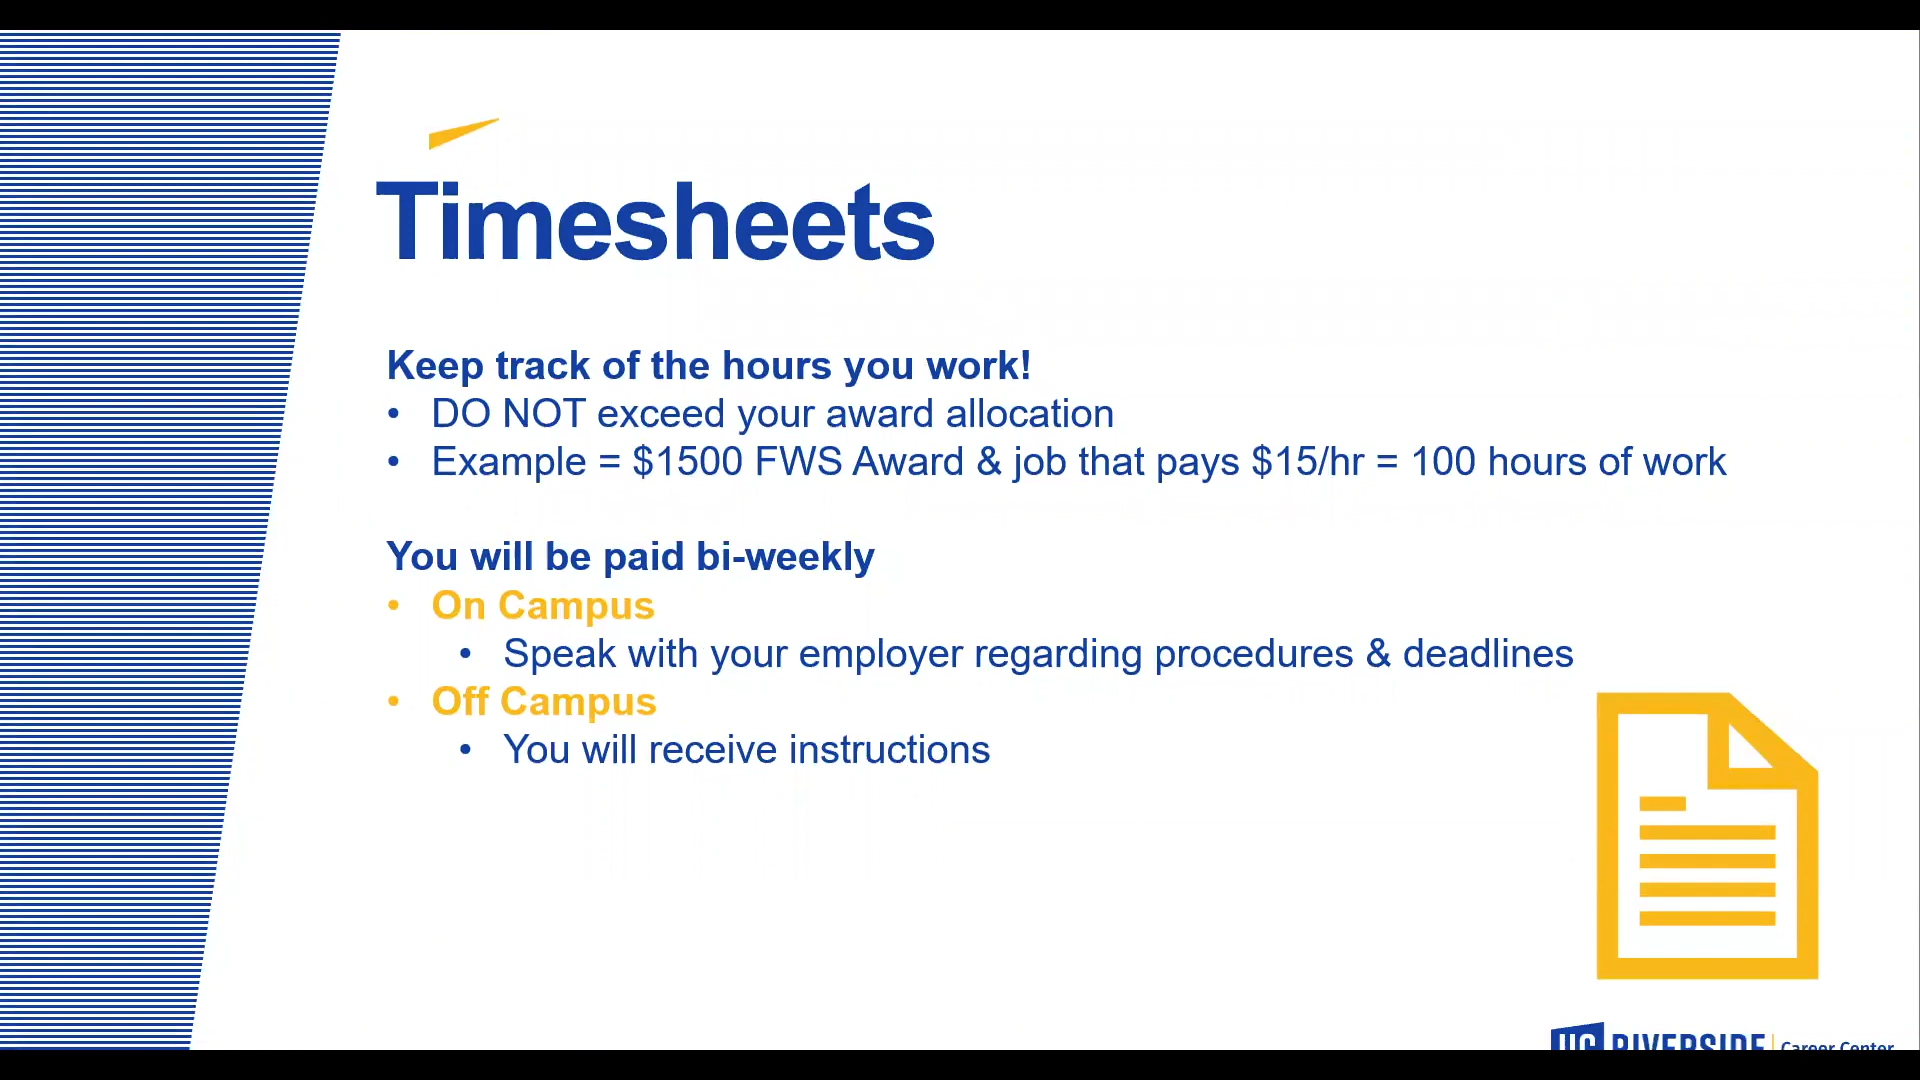 Timesheets
Keep track of the hours you work!
• DO NOT exceed your award allocation
• Example = $1500 FWS Award & job that pays $15/hr = 100 hours of work
You will be paid bi-weekly
• On Campus
• Speak with your employer regarding procedures & deadlines
• Off Campus
• You will receive instructions
UC RIVERSIDE | Career Center